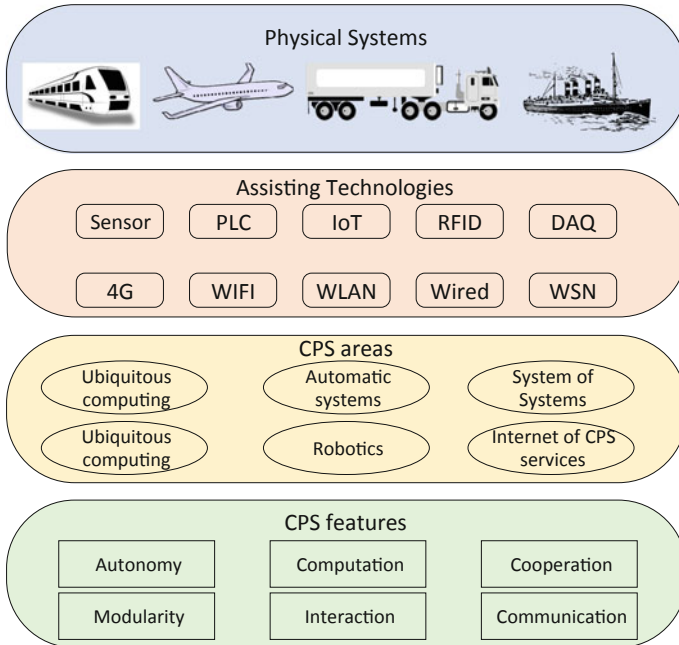 Physical Systems
Assisting Technologies
Sensor PLC IoT RFID DAQ
4G WIFI WLAN Wired WSN
CPS areas
Ubiquitous
computing
Automatic
systems
System of
Systems
Ubiquitous
computing
Robotics
Internet of CPS
services
CPS features
Autonomy Computation Cooperation
Modularity Interaction Communication